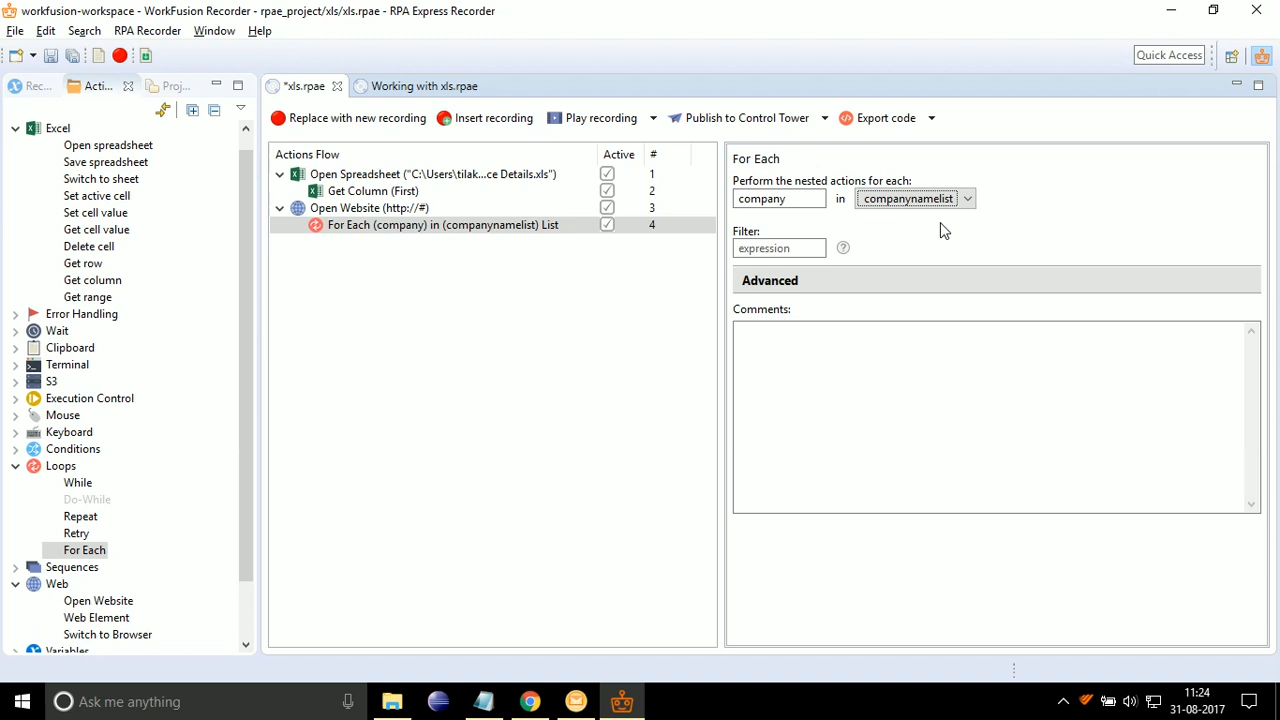 workfusion-workspace - WorkFusion Recorder - rpae_project/xls/xls.rpae - RPA Express Recorder
File Edit Search RPA Recorder Window Help
Quick Access
Rec... Acti... Proj...
*xls.rpae Working with xls.rpae
Replace with new recording Insert recording Play recording Publish to Control Tower Export code
Excel
Open spreadsheet
Save spreadsheet
Switch to sheet
Set active cell
Set cell value
Get cell value
Delete cell
Get row
Get column
Get range
Error Handling
Wait
Clipboard
Terminal
S3
Execution Control
Mouse
Keyboard
Conditions
Loops
While
Do-While
Repeat
Retry
For Each
Sequences
Web
Open Website
Web Element
Switch to Browser
Variables
Actions Flow Active #
Open Spreadsheet ("C:\Users\tilak...ce Details.xls") 1
Get Column (First) 2
Open Website (http://#) 3
For Each (company) in (companynamelist) List 4
For Each
Perform the nested actions for each:
company in companynamelist
Filter:
expression ?
Advanced
Comments:
Ask me anything
11:24
31-08-2017